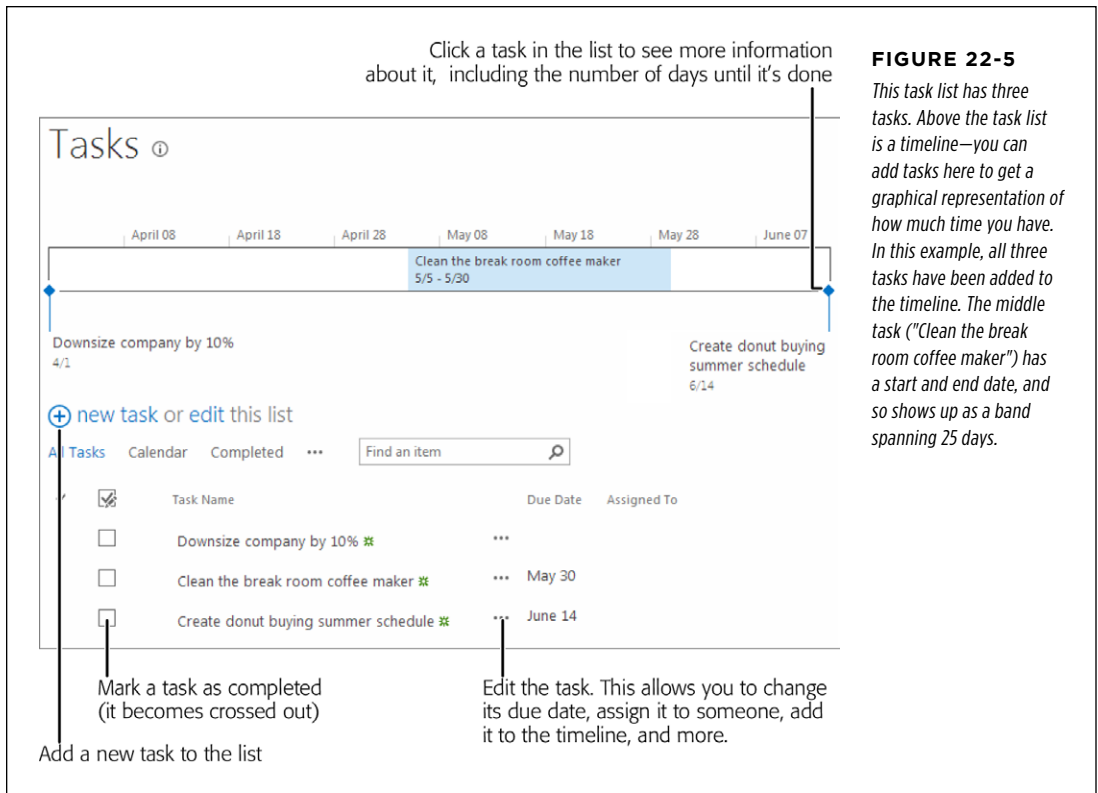 Click a task in the list to see more information
about it, including the number of days until it's done
Tasks
April 08 April 18 April 28 May 08 May 18 May 28 June 07
Clean the break room coffee maker
5/5 - 5/30
Downsize company by 10%
4/1
Create donut buying
summer schedule
6/14
new task or edit this list
All Tasks Calendar Completed ••• Find an item
Task Name Due Date Assigned To
Downsize company by 10% •••
Clean the break room coffee maker ••• May 30
Create donut buying summer schedule ••• June 14
Mark a task as completed
(it becomes crossed out)
Add a new task to the list
Edit the task. This allows you to change
its due date, assign it to someone, add
it to the timeline, and more.
FIGURE 22-5
This task list has three
tasks. Above the task list
is a timeline—you can
add tasks here to get a
graphical representation of
how much time you have.
In this example, all three
tasks have been added to
the timeline. The middle
task ("Clean the break
room coffee maker") has
a start and end date, and
so shows up as a band
spanning 25 days.